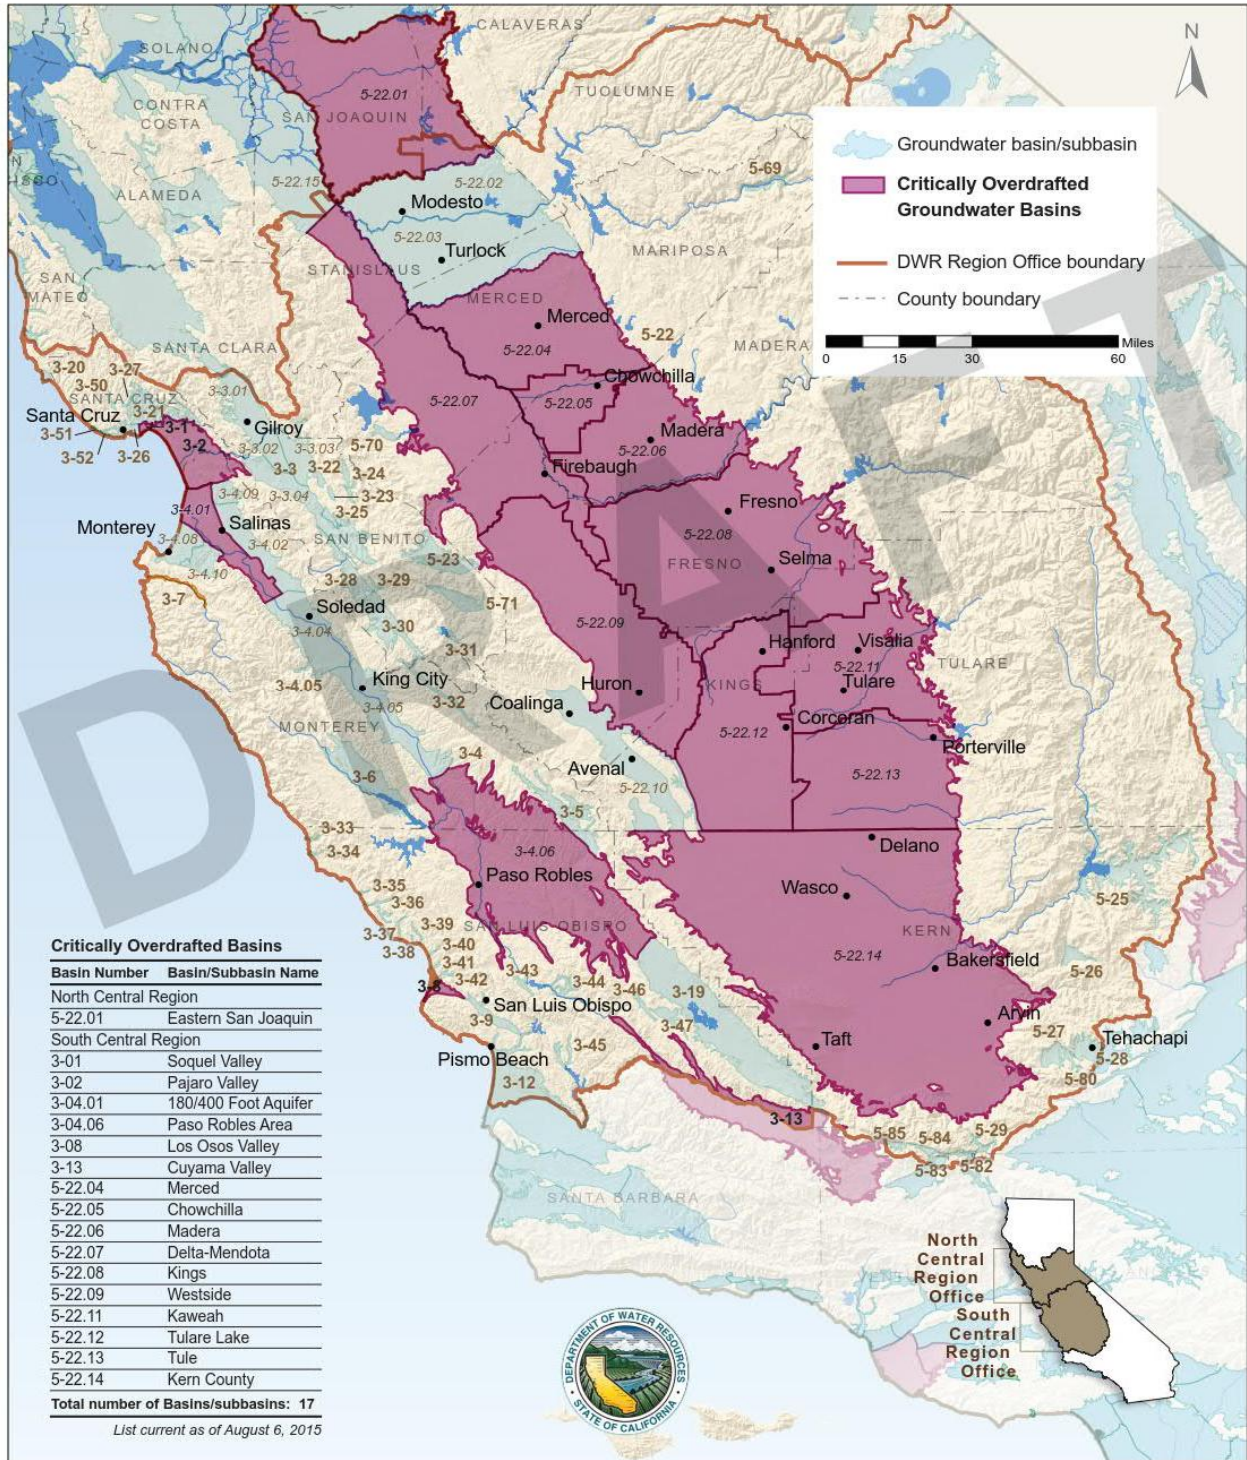 CALAVERAS
SOLANO
N
5-22.01
TUOLUMNE
CONTRA
COSTA
SAN JOAQUIN
Groundwater basin/subbasin
5-69
5-22.15
5-22.02
ALAMEDA
Critically Overdrafted
Groundwater Basins
Modesto
5-22.03
Turlock
MARIPOSA
DWR Region Office boundary
STANISLAUS
SAN
MATEO
County boundary
MERCED
Merced
5-22
MADERA
Miles
0 15 30 60
SANTA CLARA
5-22.04
3-20
3-27
3-50
Chowchilla
3-3.01
SANTA CRUZ
5-22.05
5-22.07
Santa Cruz
3-21
3-1
Gilroy
Madera
3-51
3-2
5-70
5-22.06
3-52
3-26
3-3.02
3-3.03
3-3
3-22
3-24
Firebaugh
3-4.09
3-3.04
3-23
3-4.01
3-25
Fresno
Monterey
Salinas
3-4.08
3-4.02
SAN BENITO
5-22.08
FRESNO
Selma
5-23
3-4.10
3-28
3-29
3-7
5-71
Soledad
3-4.04
3-30
5-22.09
Hanford
Visalia
3-31
5-22.11
TULARE
King City
Huron
KINGS
Tulare
3-4.05
3-4.05
3-32
Coalinga
MONTEREY
Corcoran
5-22.12
Porterville
3-4
Avenal
3-6
5-22.10
5-22.13
3-5
3-33
3-34
3-4.06
Delano
Paso Robles
Wasco
3-35
3-36
5-25
3-39
SAN LUIS OBISPO
KERN
3-37
3-40
3-38
3-41
5-22.14
Bakersfield
3-42
3-43
3-44
3-46
3-19
5-26
3-8
San Luis Obispo
3-9
3-47
Arvin
5-27
Pismo Beach
3-45
Taft
Tehachapi
5-28
3-12
5-80
3-13
5-85
5-84
5-29
5-83
5-82
SANTA BARBARA
DRAFT
Critically Overdrafted Basins
Basin Number Basin/Subbasin Name
North Central Region
5-22.01 Eastern San Joaquin
South Central Region
3-01 Soquel Valley
3-02 Pajaro Valley
3-04.01 180/400 Foot Aquifer
3-04.06 Paso Robles Area
3-08 Los Osos Valley
3-13 Cuyama Valley
5-22.04 Merced
5-22.05 Chowchilla
5-22.06 Madera
5-22.07 Delta-Mendota
5-22.08 Kings
5-22.09 Westside
5-22.11 Kaweah
5-22.12 Tulare Lake
5-22.13 Tule
5-22.14 Kern County
Total number of Basins/subbasins: 17
List current as of August 6, 2015
North
Central
Region
Office
South
Central
Region
Office
DEPARTMENT OF WATER RESOURCES
STATE OF CALIFORNIA